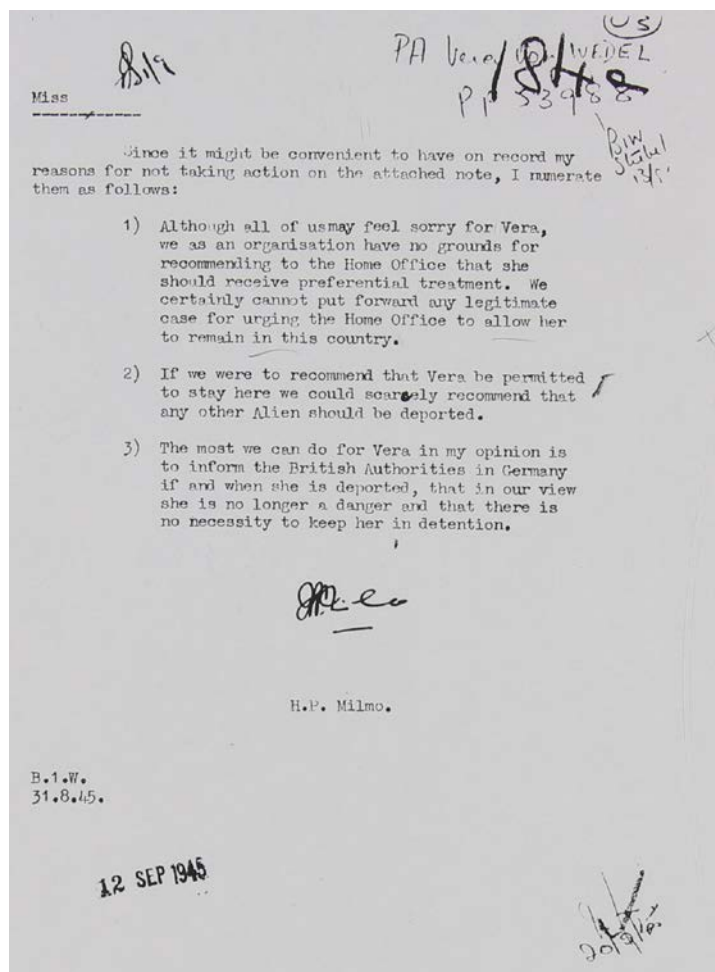 (US)
PA Vera von WEDEL
184a
PF 53988
Miss
B1W
Since it might be convenient to have on record my
reasons for not taking action on the attached note, I numerate
them as follows:
1) Although all of usmay feel sorry for Vera,
we as an organisation have no grounds for
recommending to the Home Office that she
should receive preferential treatment. We
certainly cannot put forward any legitimate
case for urging the Home Office to allow her
to remain in this country.
2) If we were to recommend that Vera be permitted
to stay here we could scarcely recommend that
any other Alien should be deported.
3) The most we can do for Vera in my opinion is
to inform the British Authorities in Germany
if and when she is deported, that in our view
she is no longer a danger and that there is
no necessity to keep her in detention.
H.P. Milmo.
B.1.W.
31.8.45.
12 SEP 1945